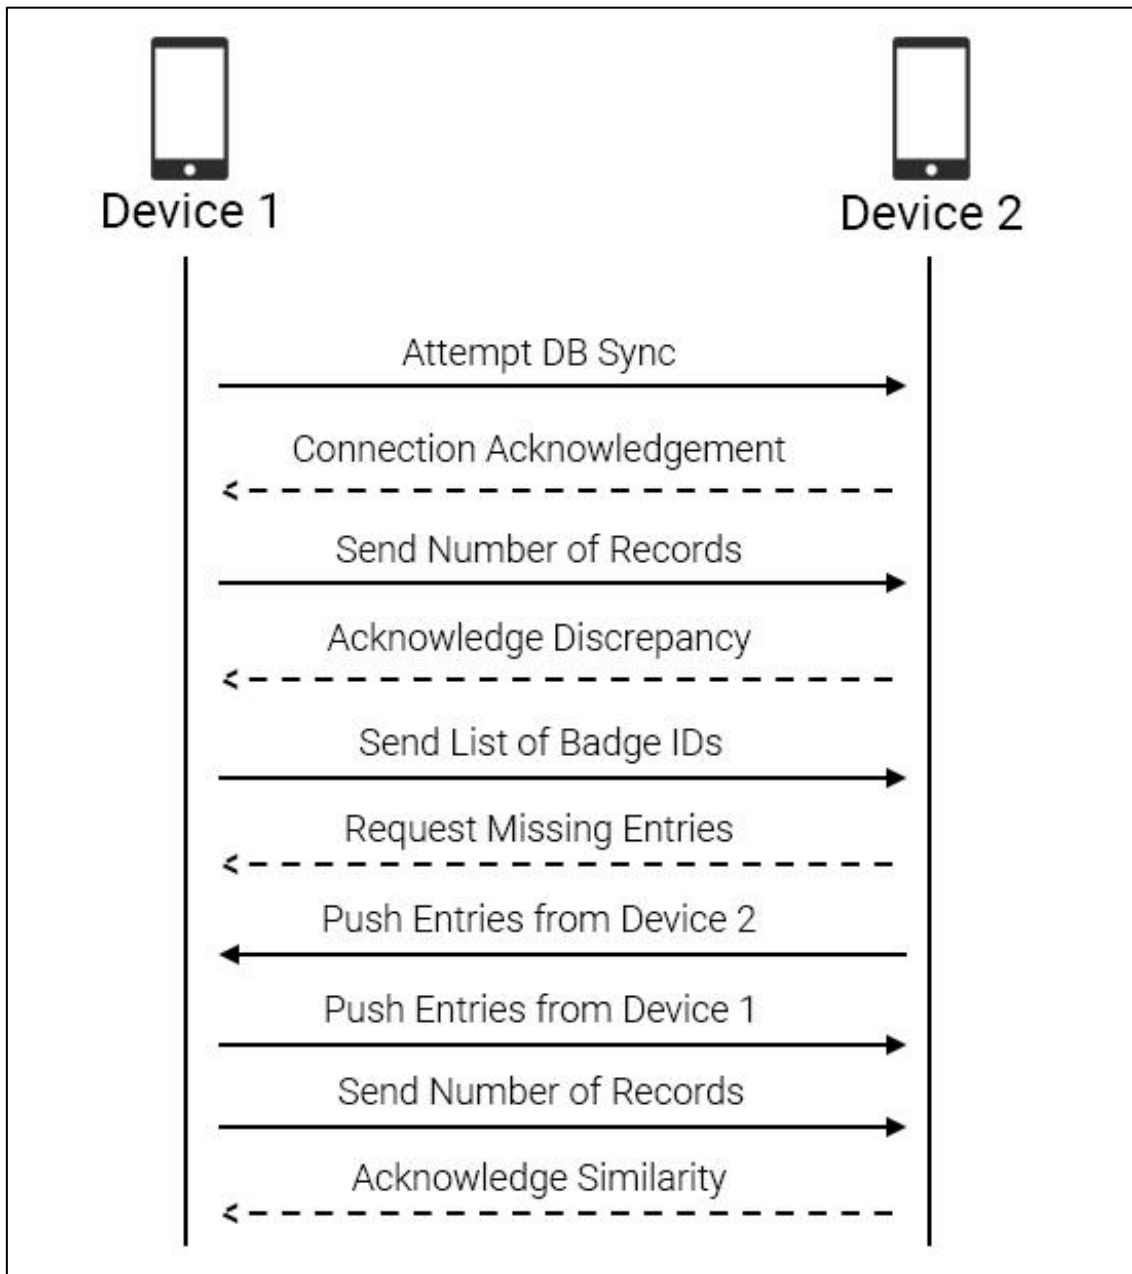 Device 1
Device 2
Attempt DB Sync
Connection Acknowledgement
Send Number of Records
Acknowledge Discrepancy
Send List of Badge IDs
Request Missing Entries
Push Entries from Device 2
Push Entries from Device 1
Send Number of Records
Acknowledge Similarity